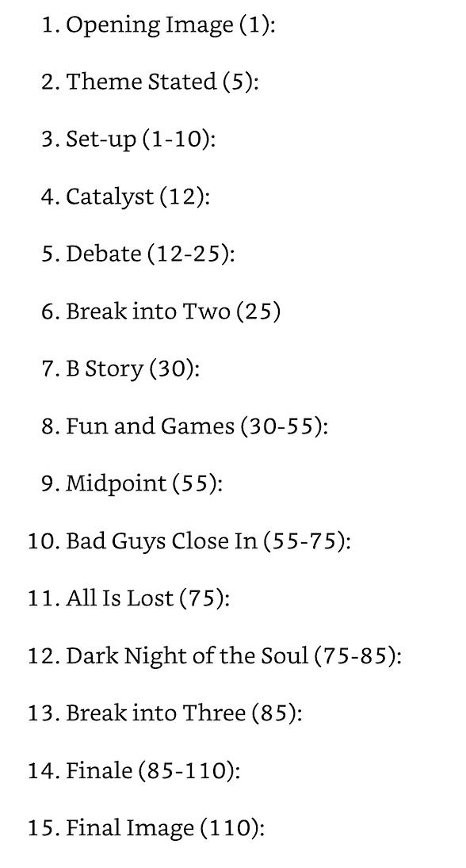 1. Opening Image (1):
2. Theme Stated (5):
3. Set-up (1-10):
4. Catalyst (12):
5. Debate (12-25):
6. Break into Two (25)
7. B Story (30):
8. Fun and Games (30-55):
9. Midpoint (55):
10. Bad Guys Close In (55-75):
11. All Is Lost (75):
12. Dark Night of the Soul (75-85):
13. Break into Three (85):
14. Finale (85-110):
15. Final Image (110):